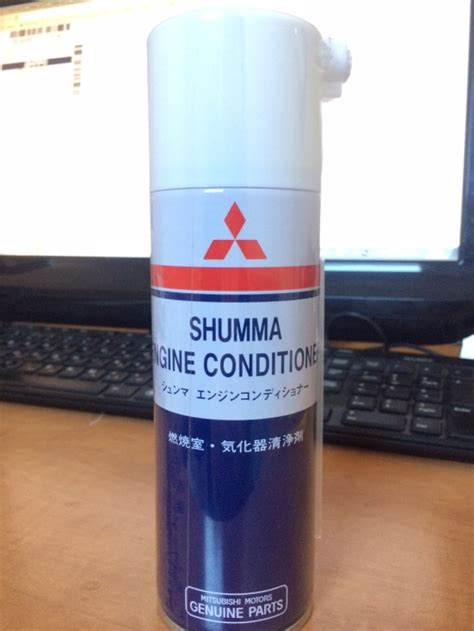 SHUMMA
NGINE CONDITIONE
シュンマ エンジンコンディショナー
燃焼室・気化器清浄剤
MITSUBISHI MOTORS
GENUINE PARTS